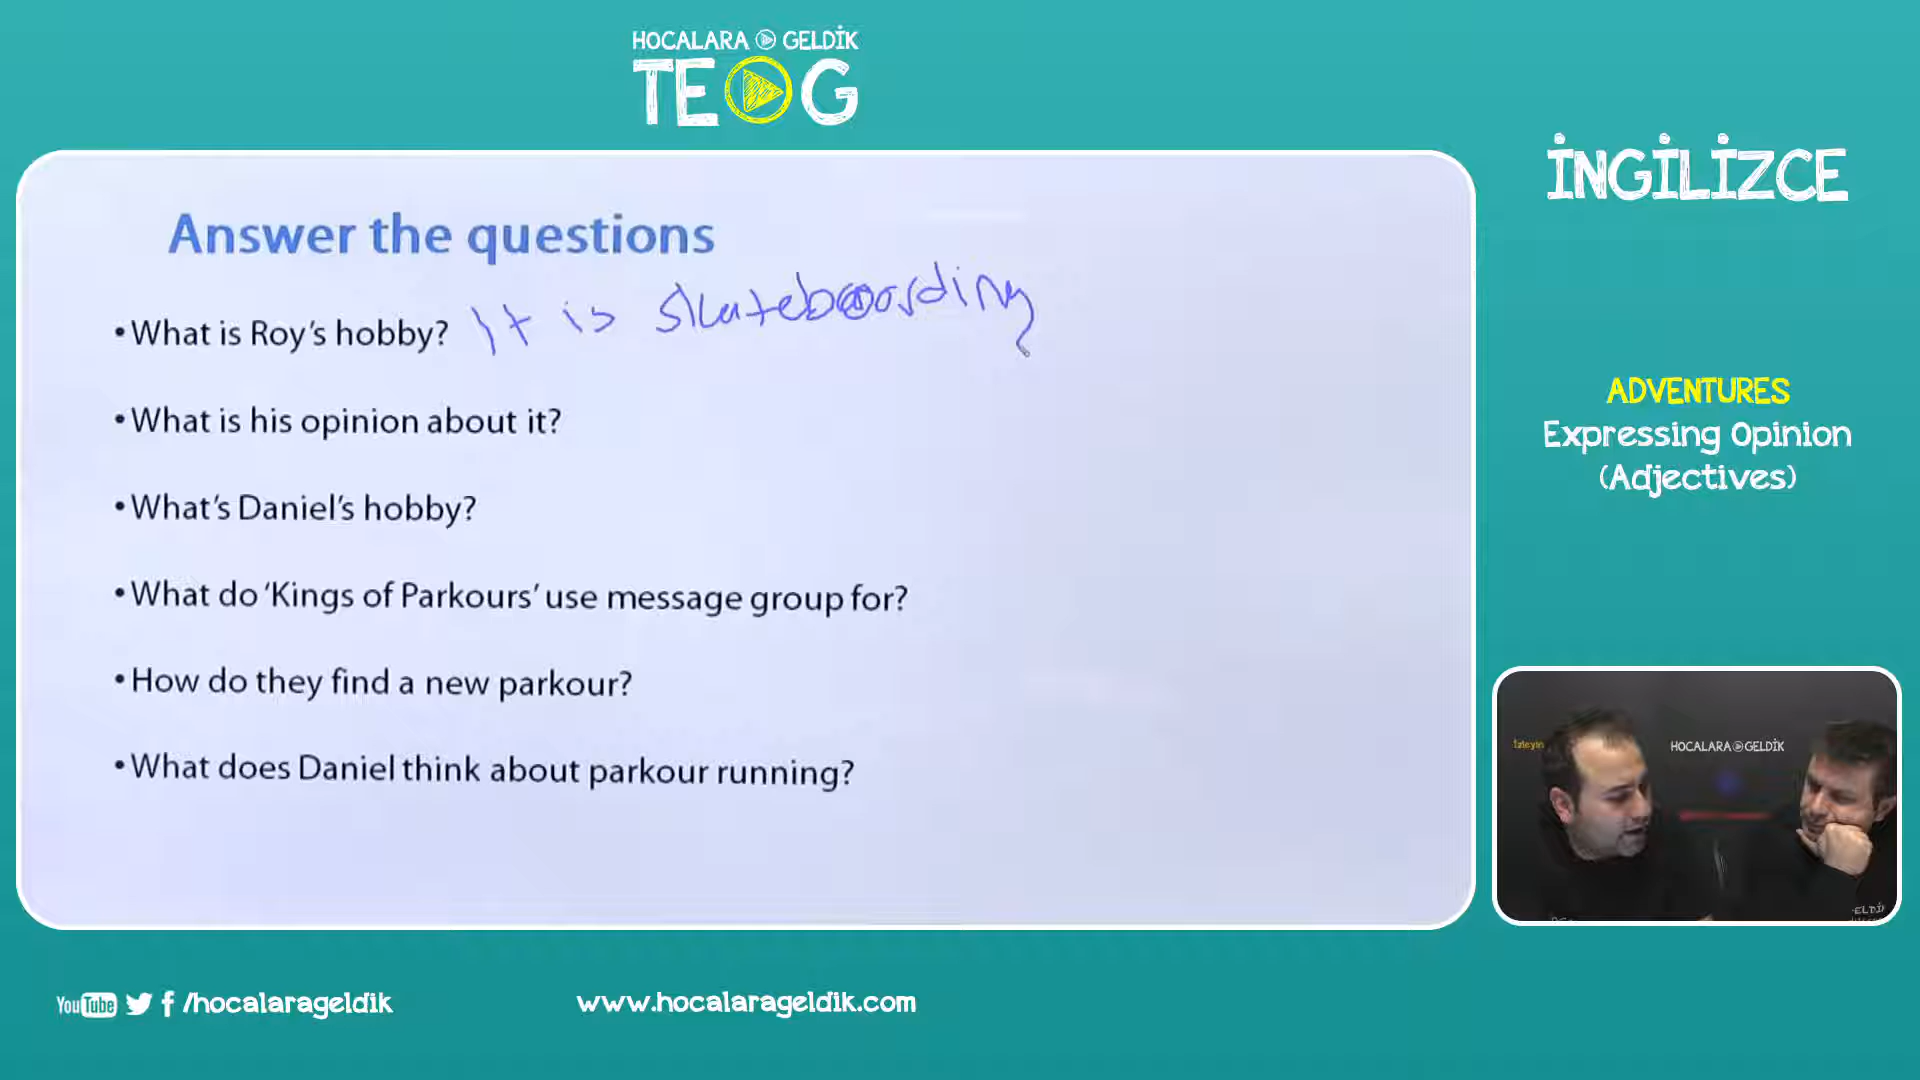 HOCALARA GELDİK
TEOG
İNGİLİZCE
Answer the questions
• What is Roy's hobby? It is skateboarding
• What is his opinion about it?
• What's Daniel's hobby?
• What do 'Kings of Parkours' use message group for?
• How do they find a new parkour?
• What does Daniel think about parkour running?
ADVENTURES
Expressing Opinion
(Adjectives)
izleyin
HOCALARA GELDİK
ELDİ
YouTube /hocalarageldik
www.hocalarageldik.com